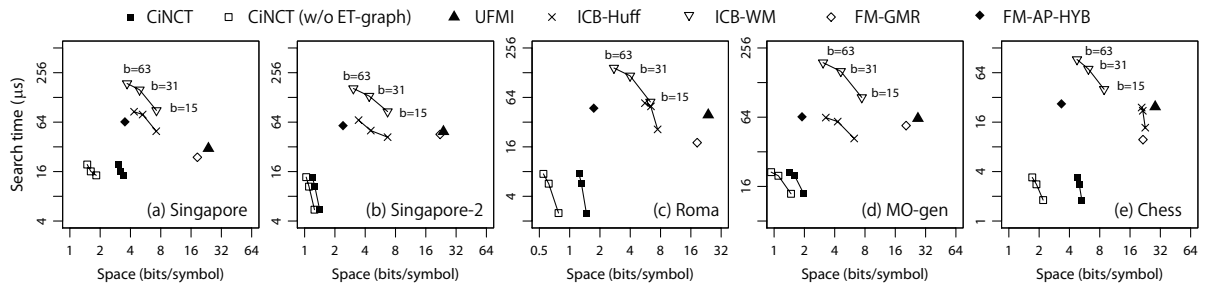 CiNCT CiNCT (w/o ET-graph) UFMI ICB-Huff ICB-WM FM-GMR FM-AP-HYB
Search time (μs)
256
64
16
4
b=63
b=31
b=15
(a) Singapore
1 2 4 8 16 32 64
Space (bits/symbol)
256
64
16
4
b=63
b=31
b=15
(b) Singapore-2
1 2 4 8 16 32 64
Space (bits/symbol)
256
64
16
4
b=63
b=31
b=15
(c) Roma
0.5 1 2 4 8 16 32
Space (bits/symbol)
256
64
16
b=63
b=31
b=15
(d) MO-gen
1 2 4 8 16 32 64
Space (bits/symbol)
64
16
4
1
b=63
b=31
b=15
(e) Chess
1 2 4 8 16 32 64
Space (bits/symbol)